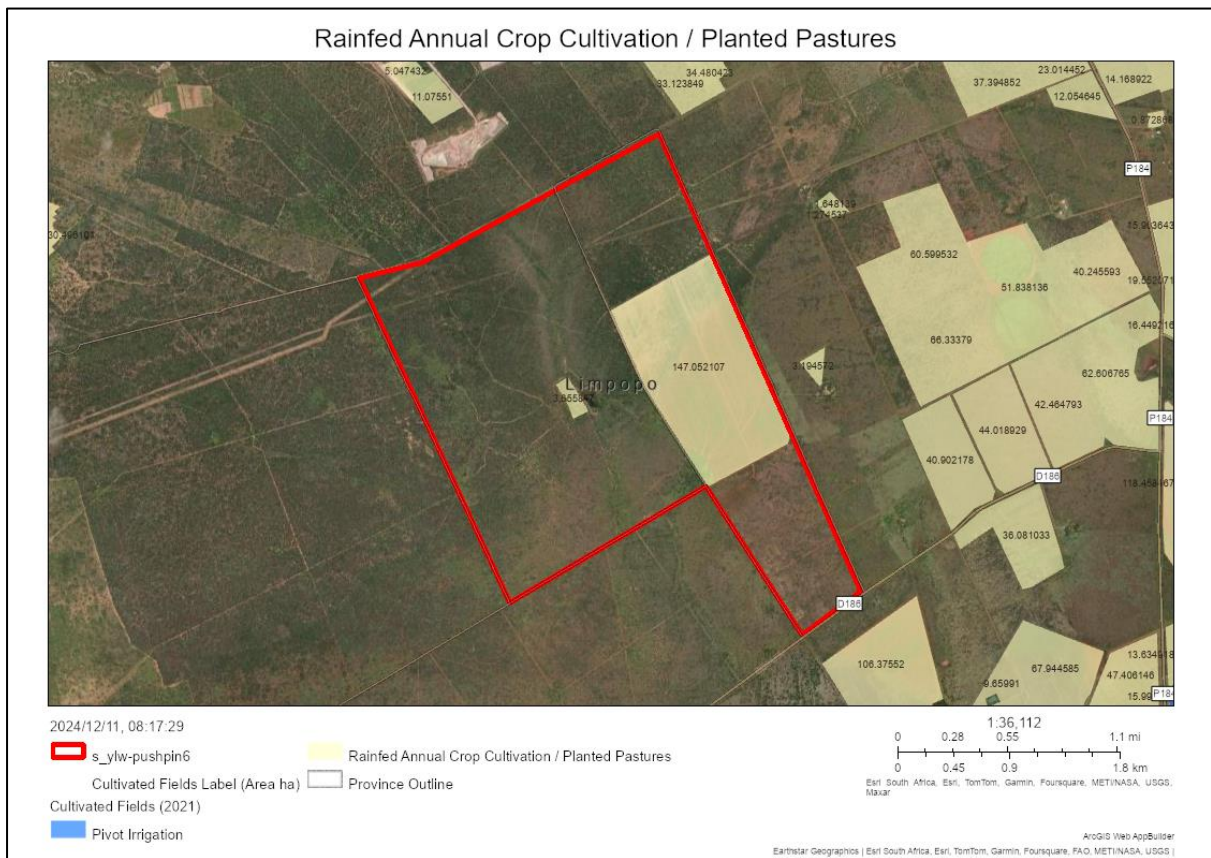 Rainfed Annual Crop Cultivation / Planted Pastures
5.047432
11.07551
34.480423
33.123849
37.394852
23.014452
12.054645
14.168922
P184
1.648139
60.599532
40.245593
51.838136
66.33379
147.052107
3.194572
Limpopo
62.606765
42.464793
44.018929
40.902178
P184
D186
36.081033
D186
106.37552
67.944585
9.65991
47.406146
P184
2024/12/11, 08:17:29
s_ylw-pushpin6
Cultivated Fields Label (Area ha)
Cultivated Fields (2021)
Pivot Irrigation
Rainfed Annual Crop Cultivation / Planted Pastures
Province Outline
1:36,112
0 0.28 0.55 1.1 mi
0 0.45 0.9 1.8 km
Esri South Africa, Esri, TomTom, Garmin, Foursquare, METI/NASA, USGS,
Maxar
ArcGIS Web AppBuilder
Earthstar Geographics | Esri South Africa, Esri, TomTom, Garmin, Foursquare, FAO, METI/NASA, USGS |